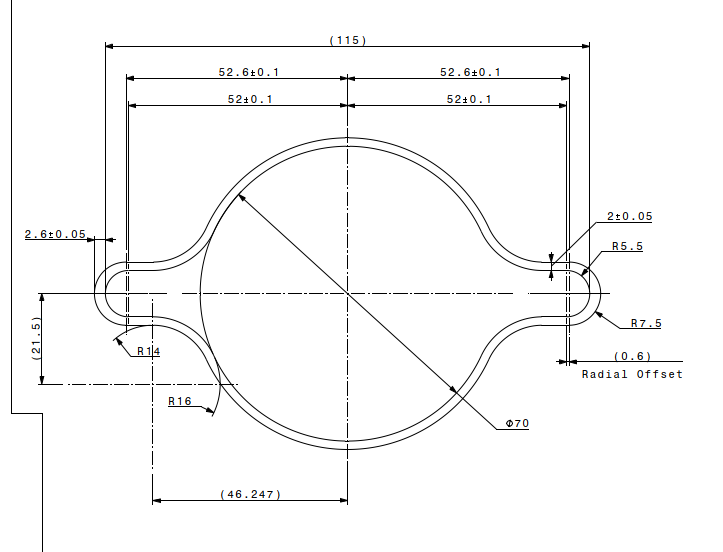 (115)
52.6±0.1
52.6±0.1
52±0.1
52±0.1
2±0.05
2.6±0.05
R5.5
R7.5
(21.5)
R14
(0.6)
Radial Offset
R16
Φ70
(46.247)